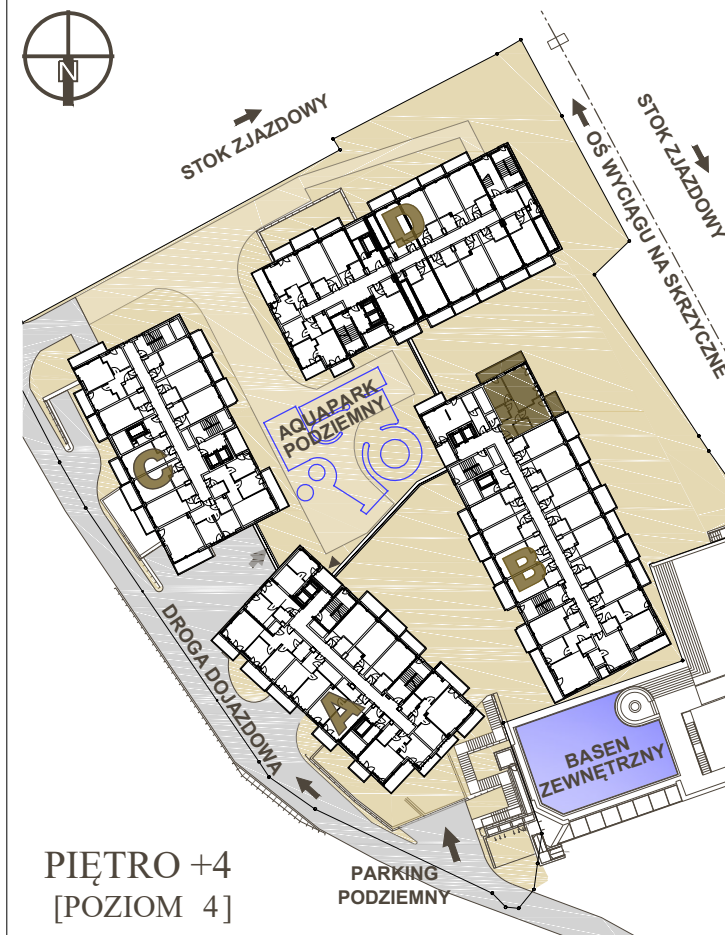 N
STOK ZJAZDOWY
STOK ZJAZDOWY
OŚ WYCIĄGU NA SKRZYCZNE
D
AQUAPARK
PODZIEMNY
C
B
A
DROGA DOJAZDOWA
BASEN
ZEWNĘTRZNY
PIĘTRO +4
[POZIOM 4]
PARKING
PODZIEMNY